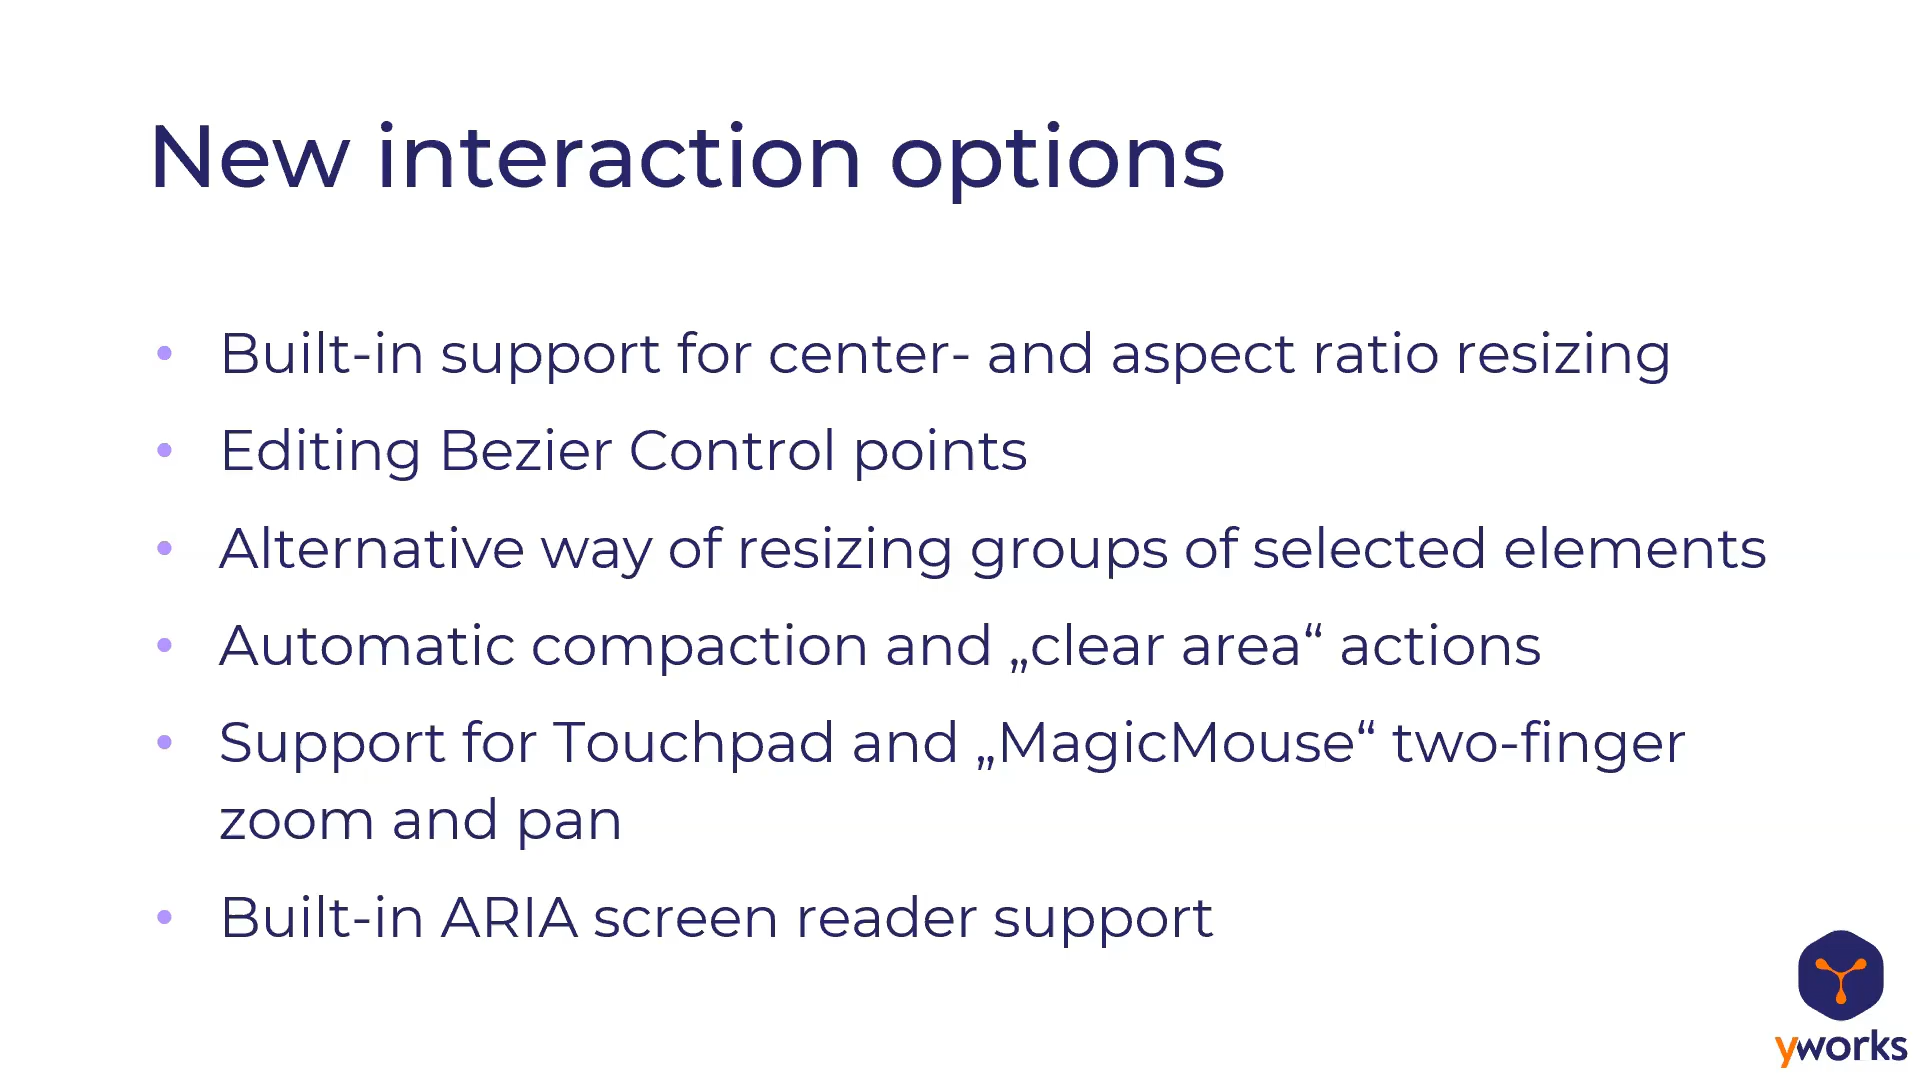 New interaction options
• Built-in support for center- and aspect ratio resizing
• Editing Bezier Control points
• Alternative way of resizing groups of selected elements
• Automatic compaction and „clear area“ actions
• Support for Touchpad and „MagicMouse“ two-finger
zoom and pan
• Built-in ARIA screen reader support
yworks